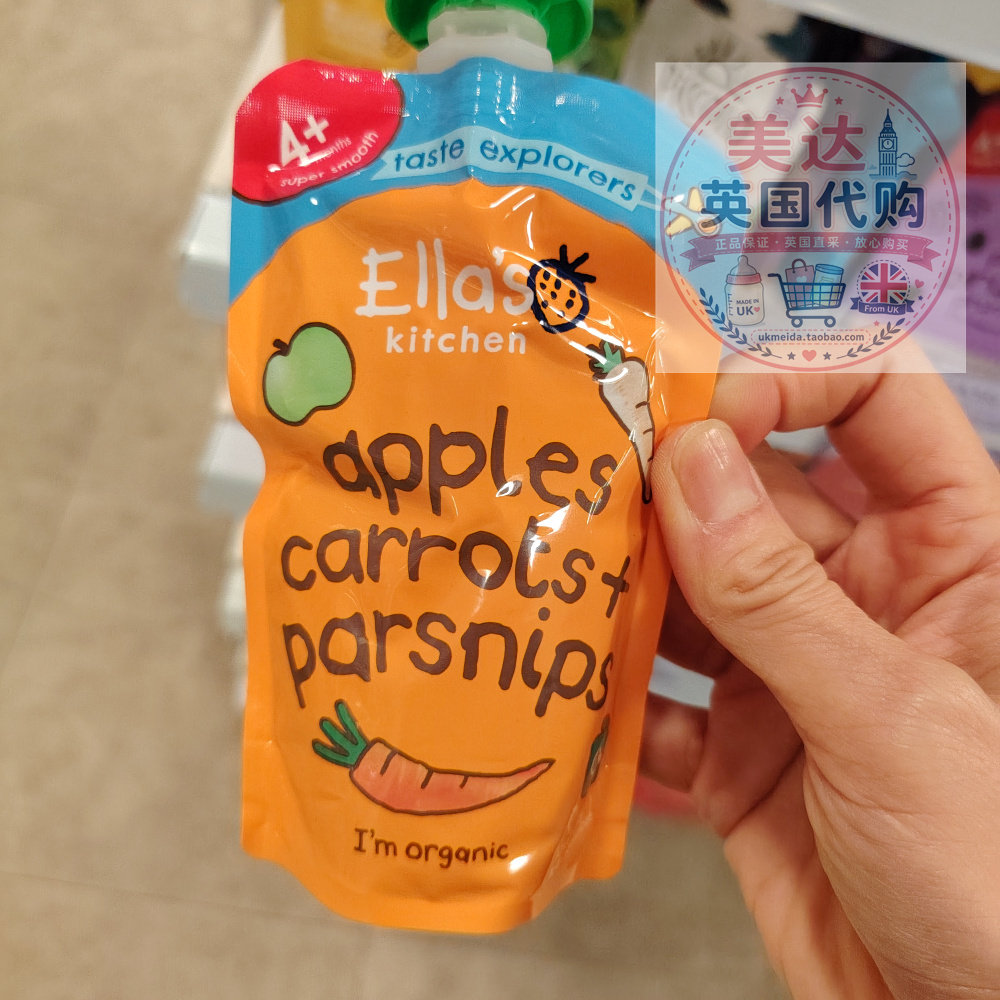 4+
months
super smooth
taste explorers
Ella's
kitchen
apples
carrots +
parsnips
I'm organic
美达
英国代购
正品保证·英国直采·放心购买
MADE IN
UK
From UK
ukmeida.taobao.com